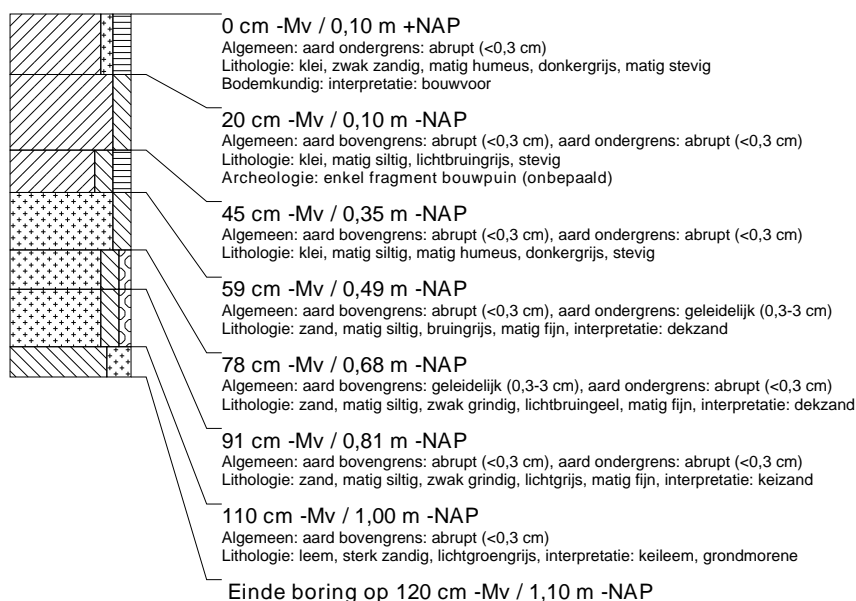 0 cm -Mv / 0,10 m +NAP
Algemeen: aard ondergrens: abrupt (<0,3 cm)
Lithologie: klei, zwak zandig, matig humeus, donkergrijs, matig stevig
Bodemkundig: interpretatie: bouwvoor
20 cm -Mv / 0,10 m -NAP
Algemeen: aard bovengrens: abrupt (<0,3 cm), aard ondergrens: abrupt (<0,3 cm)
Lithologie: klei, matig siltig, lichtbruingrijs, stevig
Archeologie: enkel fragment bouwpuin (onbepaald)
45 cm -Mv / 0,35 m -NAP
Algemeen: aard bovengrens: abrupt (<0,3 cm), aard ondergrens: abrupt (<0,3 cm)
Lithologie: klei, matig siltig, matig humeus, donkergrijs, stevig
59 cm -Mv / 0,49 m -NAP
Algemeen: aard bovengrens: abrupt (<0,3 cm), aard ondergrens: geleidelijk (0,3-3 cm)
Lithologie: zand, matig siltig, bruingrijs, matig fijn, interpretatie: dekzand
78 cm -Mv / 0,68 m -NAP
Algemeen: aard bovengrens: geleidelijk (0,3-3 cm), aard ondergrens: abrupt (<0,3 cm)
Lithologie: zand, matig siltig, zwak grindig, lichtbruingeel, matig fijn, interpretatie: dekzand
91 cm -Mv / 0,81 m -NAP
Algemeen: aard bovengrens: abrupt (<0,3 cm), aard ondergrens: abrupt (<0,3 cm)
Lithologie: zand, matig siltig, zwak grindig, lichtgrijs, matig fijn, interpretatie: keizand
110 cm -Mv / 1,00 m -NAP
Algemeen: aard bovengrens: abrupt (<0,3 cm)
Lithologie: leem, sterk zandig, lichtgroengrijs, interpretatie: keileem, grondmorene
Einde boring op 120 cm -Mv / 1,10 m -NAP